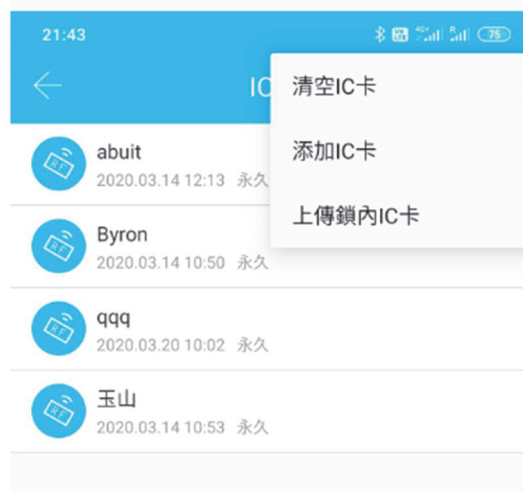 21:43
75
IC
清空IC卡
添加IC卡
上傳鎖內IC卡
abuit
2020.03.14 12:13 永久
Byron
2020.03.14 10:50 永久
qqq
2020.03.20 10:02 永久
玉山
2020.03.14 10:53 永久